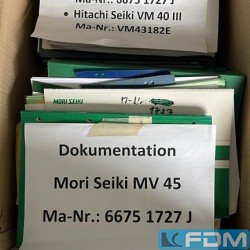 Ma-Nr.: 6675 1727 J
• Hitachi Seiki VM 40 III
Ma-Nr.: VM43182E
MORI SEIKI
1727
Dokumentation
Mori Seiki MV 45
Ma-Nr.: 6675 1727 J
FDM